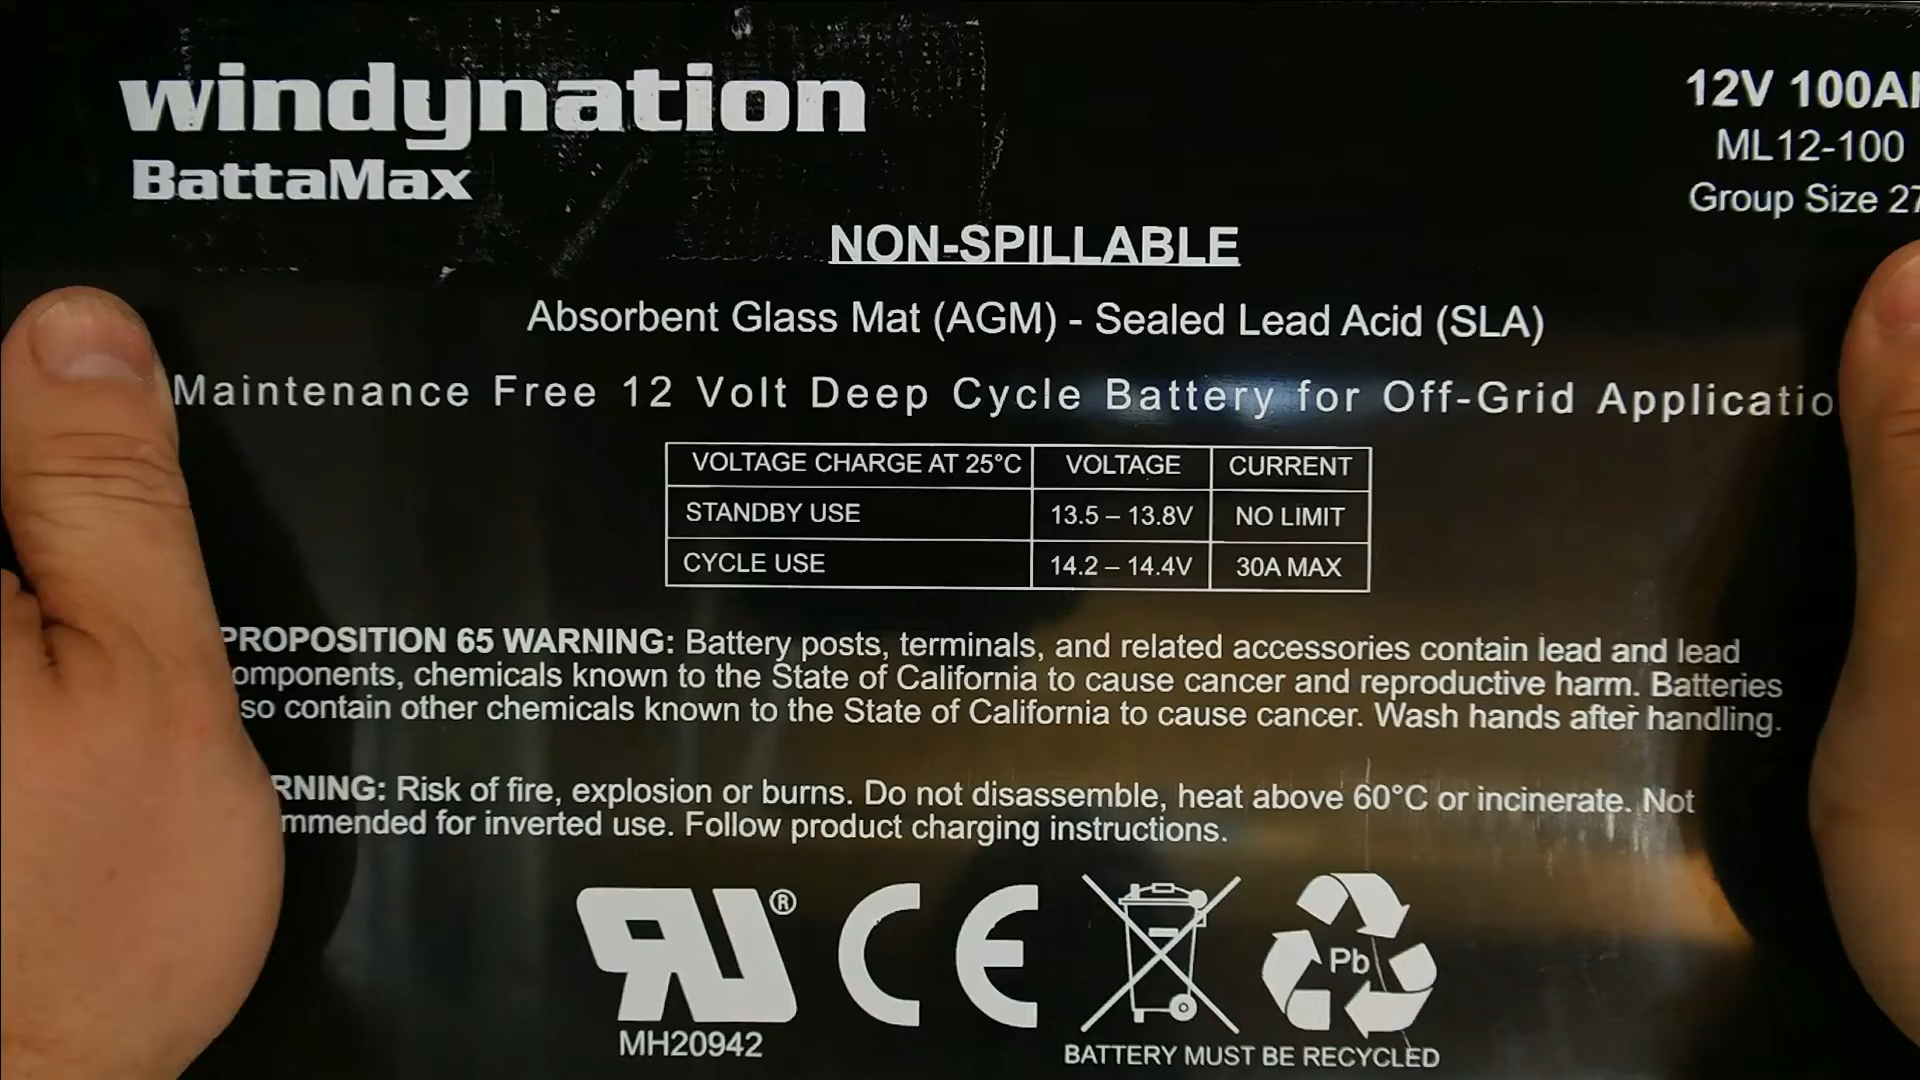 windynation
BattaMax
12V 100A
ML12-100
Group Size 27
NON-SPILLABLE
Absorbent Glass Mat (AGM) - Sealed Lead Acid (SLA)
Maintenance Free 12 Volt Deep Cycle Battery for Off-Grid Applicatio
VOLTAGE CHARGE AT 25°C VOLTAGE CURRENT
STANDBY USE 13.5 – 13.8V NO LIMIT
CYCLE USE 14.2 – 14.4V 30A MAX
PROPOSITION 65 WARNING: Battery posts, terminals, and related accessories contain lead and lead
omponents, chemicals known to the State of California to cause cancer and reproductive harm. Batteries
so contain other chemicals known to the State of California to cause cancer. Wash hands after handling.
RNING: Risk of fire, explosion or burns. Do not disassemble, heat above 60°C or incinerate. Not
mmended for inverted use. Follow product charging instructions.
RU®
CE
Pb
MH20942
BATTERY MUST BE RECYCLED